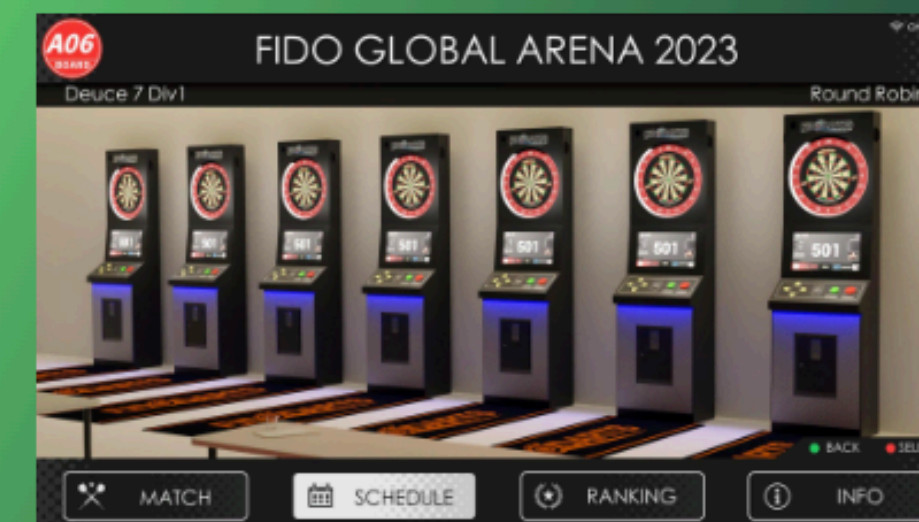 A06
BOARD
FIDO GLOBAL ARENA 2023
Deuce 7 Div1
Round Robin
501
501
501
501
501
501
501
BACK
MATCH
SCHEDULE
RANKING
INFO